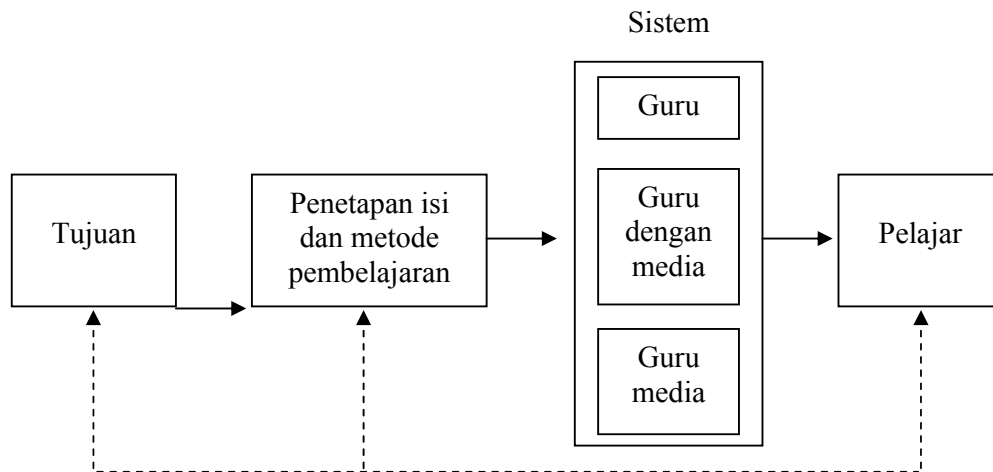 Sistem
Tujuan
Penetapan isi
dan metode
pembelajaran
Guru
Guru
dengan
media
Guru
media
Pelajar